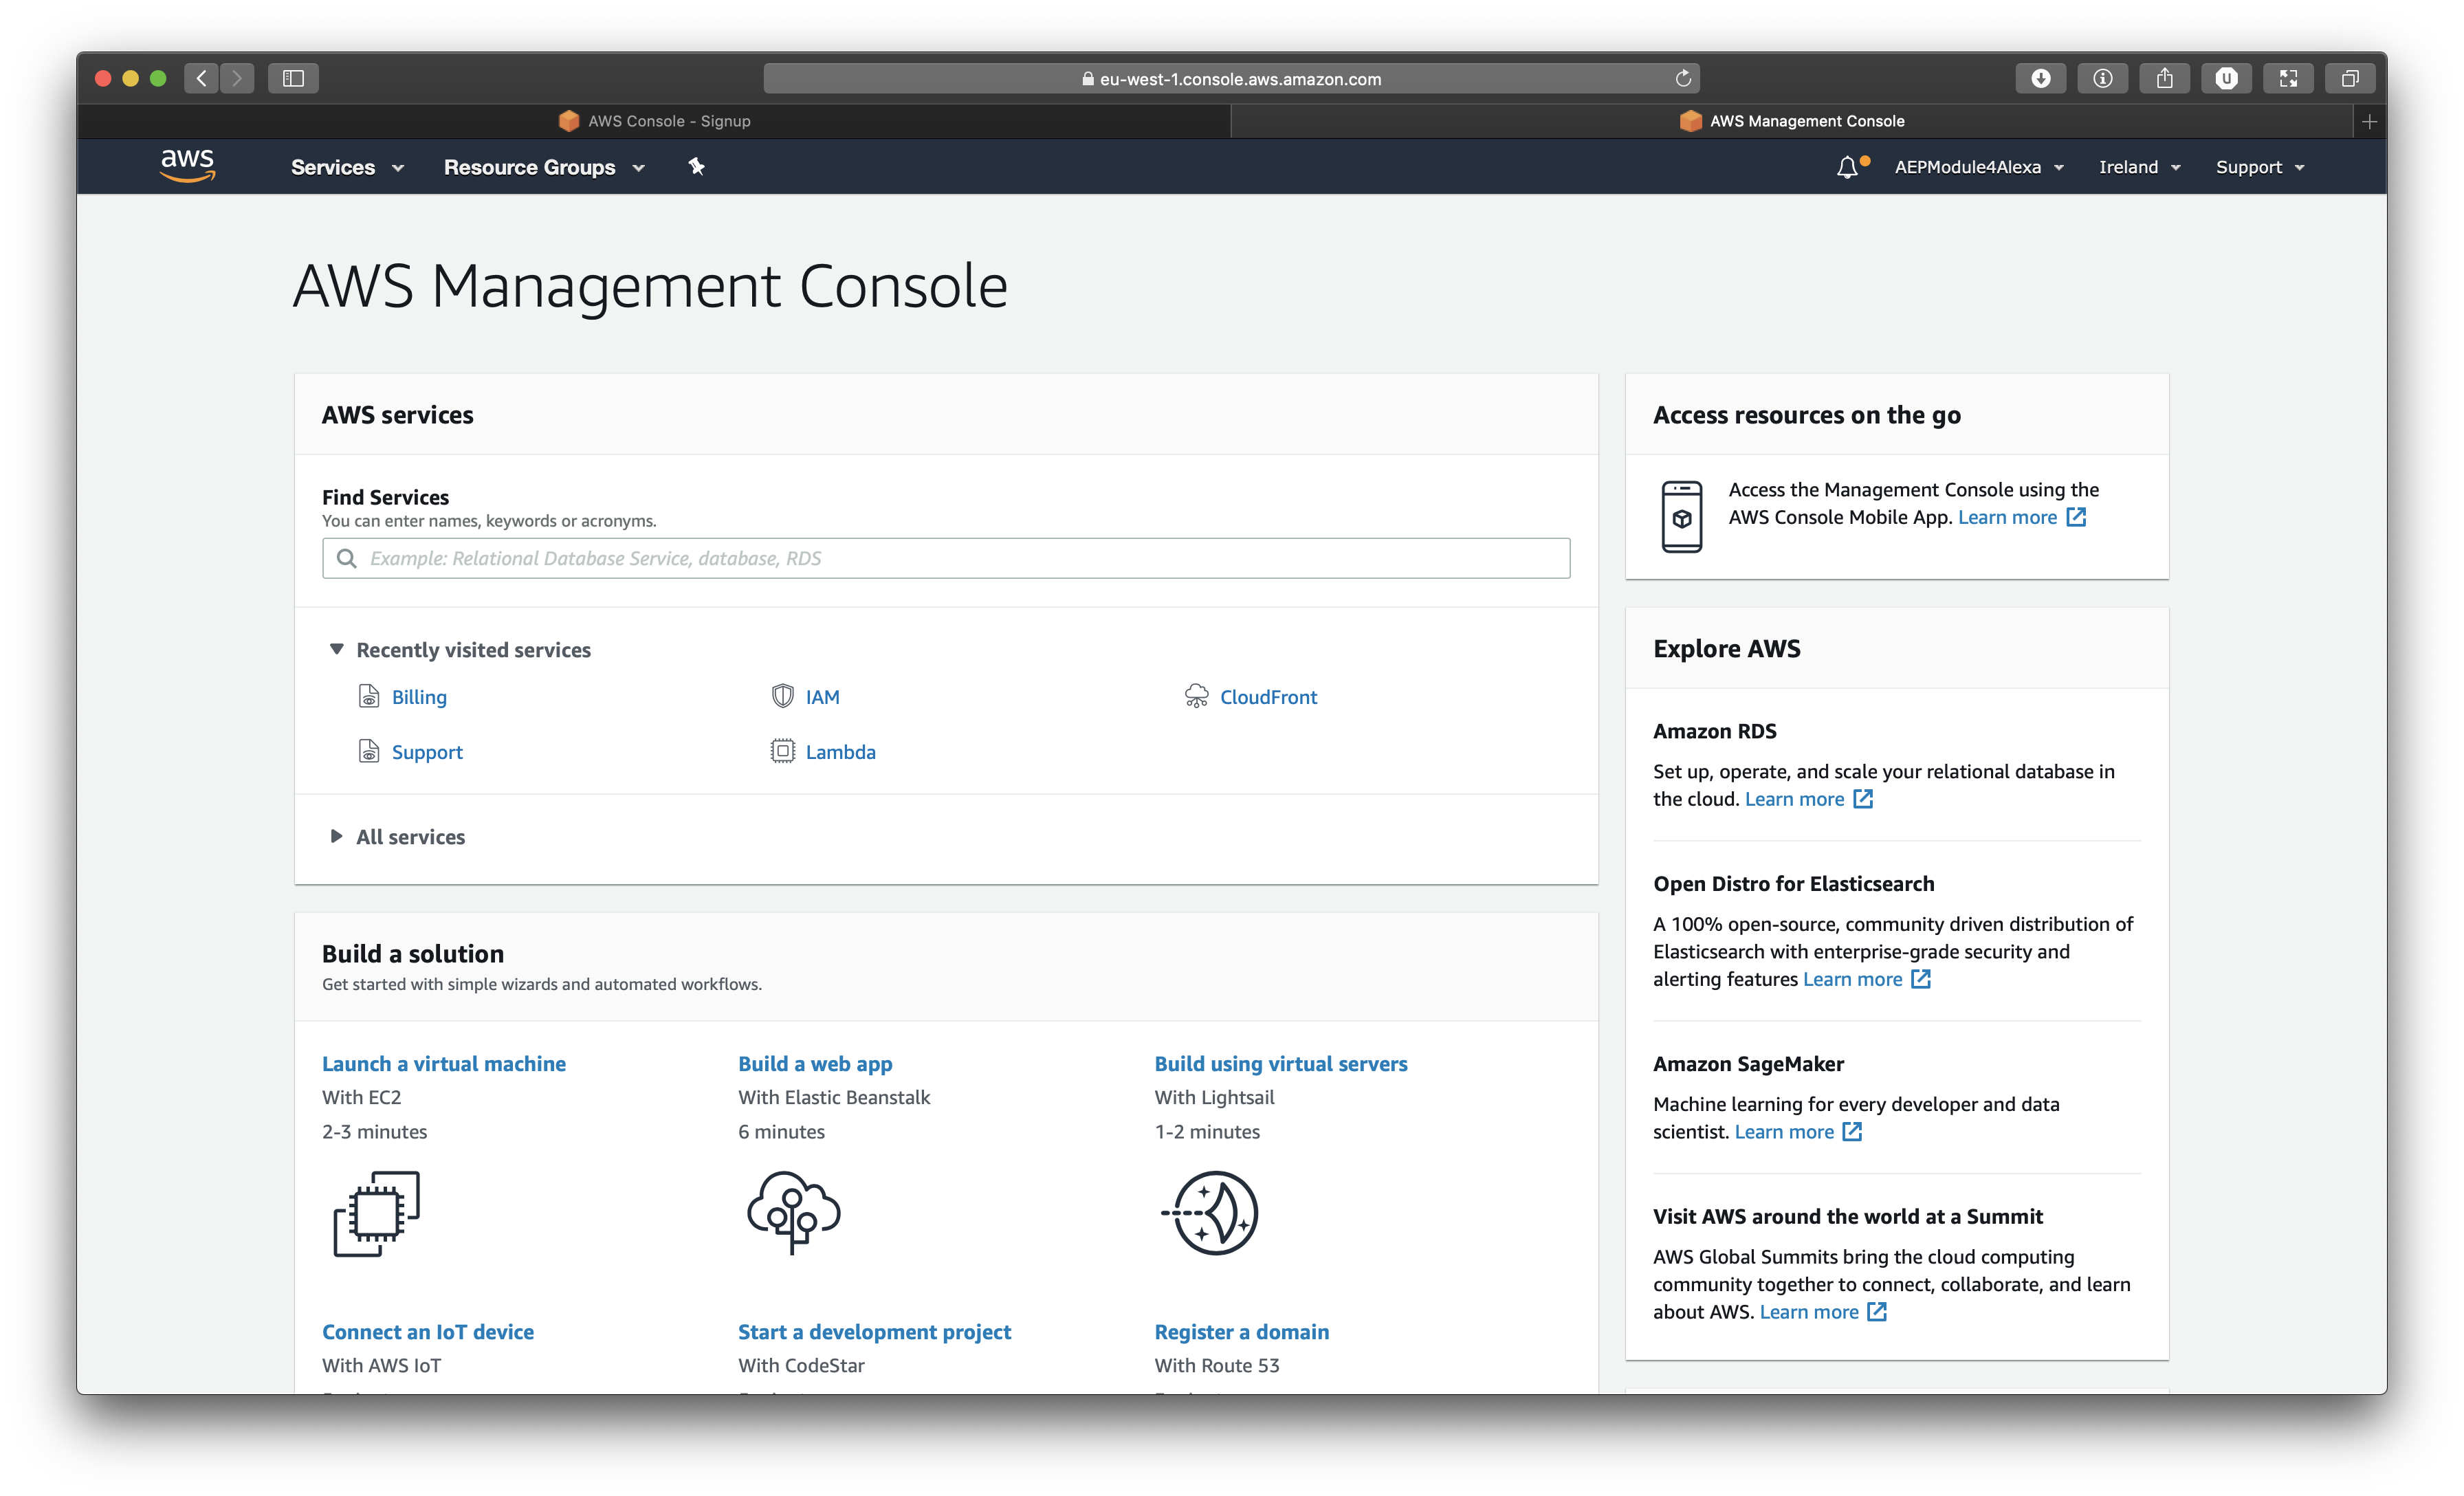 eu-west-1.console.aws.amazon.com
AWS Console - Signup
AWS Management Console
aws
Services
Resource Groups
AEPModule4Alexa
Ireland
Support
AWS Management Console
AWS services
Find Services
You can enter names, keywords or acronyms.
Example: Relational Database Service, database, RDS
Recently visited services
Billing
IAM
CloudFront
Support
Lambda
All services
Build a solution
Get started with simple wizards and automated workflows.
Launch a virtual machine
With EC2
2-3 minutes
Build a web app
With Elastic Beanstalk
6 minutes
Build using virtual servers
With Lightsail
1-2 minutes
Connect an IoT device
With AWS IoT
Start a development project
With CodeStar
Register a domain
With Route 53
Access resources on the go
Access the Management Console using the
AWS Console Mobile App. Learn more
Explore AWS
Amazon RDS
Set up, operate, and scale your relational database in
the cloud. Learn more
Open Distro for Elasticsearch
A 100% open-source, community driven distribution of
Elasticsearch with enterprise-grade security and
alerting features Learn more
Amazon SageMaker
Machine learning for every developer and data
scientist. Learn more
Visit AWS around the world at a Summit
AWS Global Summits bring the cloud computing
community together to connect, collaborate, and learn
about AWS. Learn more